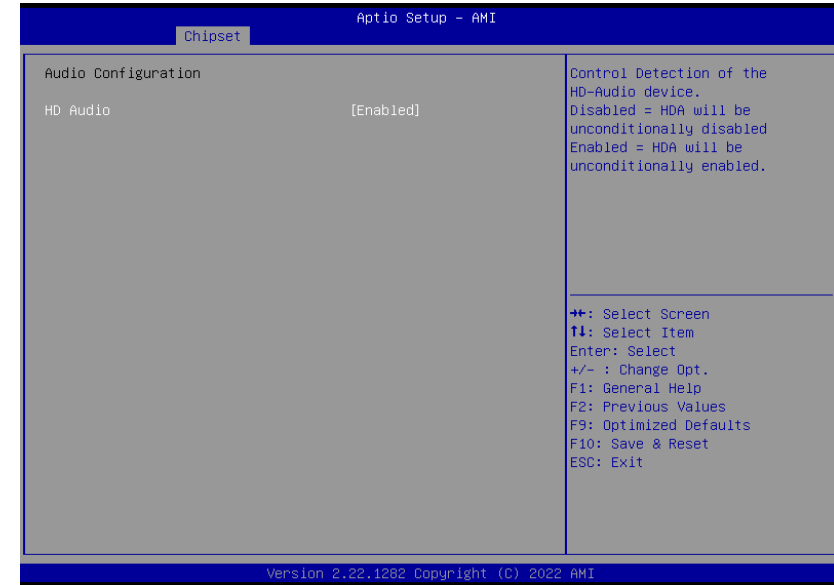 Aptio Setup – AMI
Chipset
Audio Configuration
HD Audio [Enabled]
Control Detection of the
HD-Audio device.
Disabled = HDA will be
unconditionally disabled
Enabled = HDA will be
unconditionally enabled.
→←: Select Screen
↑↓: Select Item
Enter: Select
+/- : Change Opt.
F1: General Help
F2: Previous Values
F9: Optimized Defaults
F10: Save & Reset
ESC: Exit
Version 2.22.1282 Copyright (C) 2022 AMI